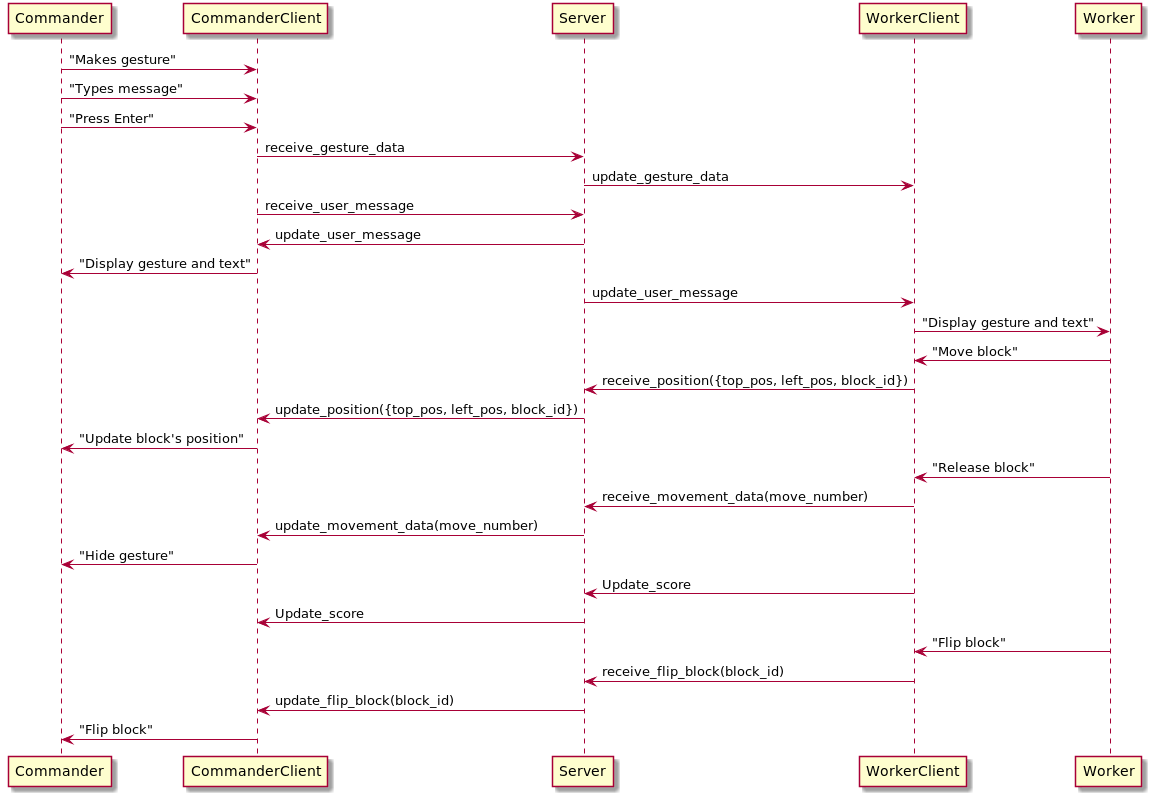 Commander CommanderClient Server WorkerClient Worker
"Makes gesture"
"Types message"
"Press Enter"
receive_gesture_data
update_gesture_data
receive_user_message
update_user_message
"Display gesture and text"
update_user_message
"Display gesture and text"
"Move block"
receive_position({top_pos, left_pos, block_id})
update_position({top_pos, left_pos, block_id})
"Update block's position"
"Release block"
receive_movement_data(move_number)
update_movement_data(move_number)
"Hide gesture"
Update_score
Update_score
"Flip block"
receive_flip_block(block_id)
update_flip_block(block_id)
"Flip block"
Commander CommanderClient Server WorkerClient Worker